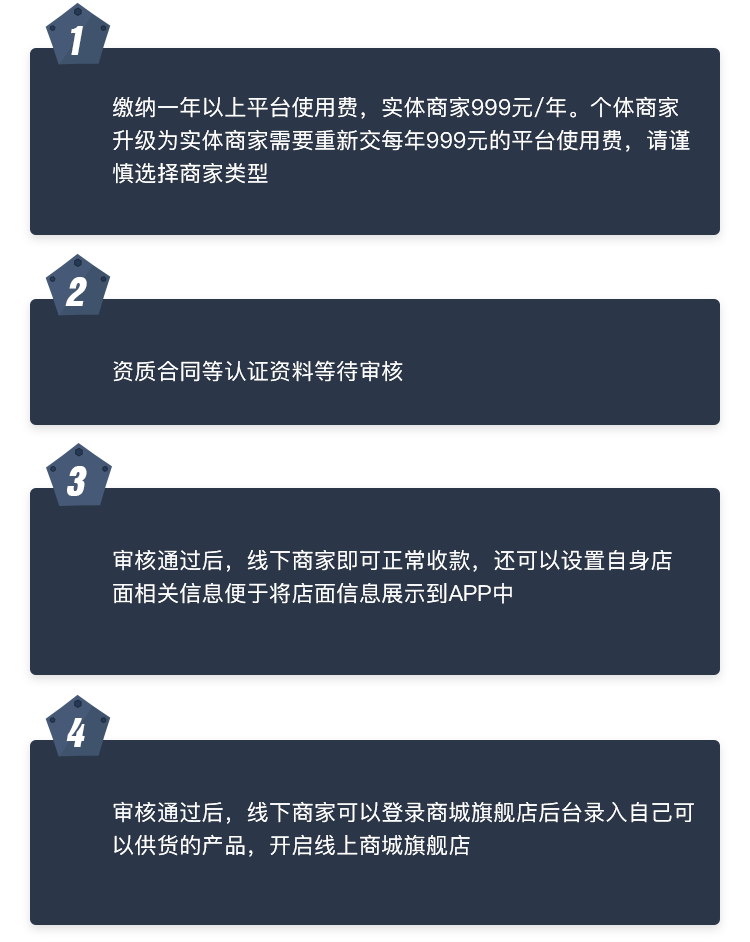 1
缴纳一年以上平台使用费，实体商家999元/年。个体商家
升级为实体商家需要重新交每年999元的平台使用费，请谨
慎选择商家类型
2
资质合同等认证资料等待审核
3
审核通过后，线下商家即可正常收款，还可以设置自身店
面相关信息便于将店面信息展示到APP中
4
审核通过后，线下商家可以登录商城旗舰店后台录入自己可
以供货的产品，开启线上商城旗舰店